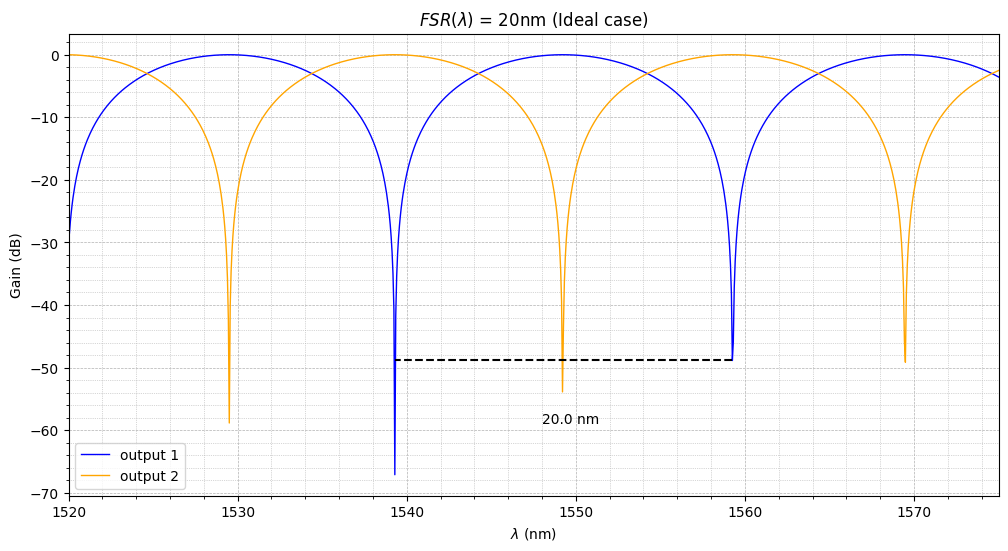 FSR(λ) = 20nm (Ideal case)
Gain (dB)
0
−10
−20
−30
−40
−50
−60
−70
20.0 nm
output 1
output 2
1520 1530 1540 1550 1560 1570
λ (nm)